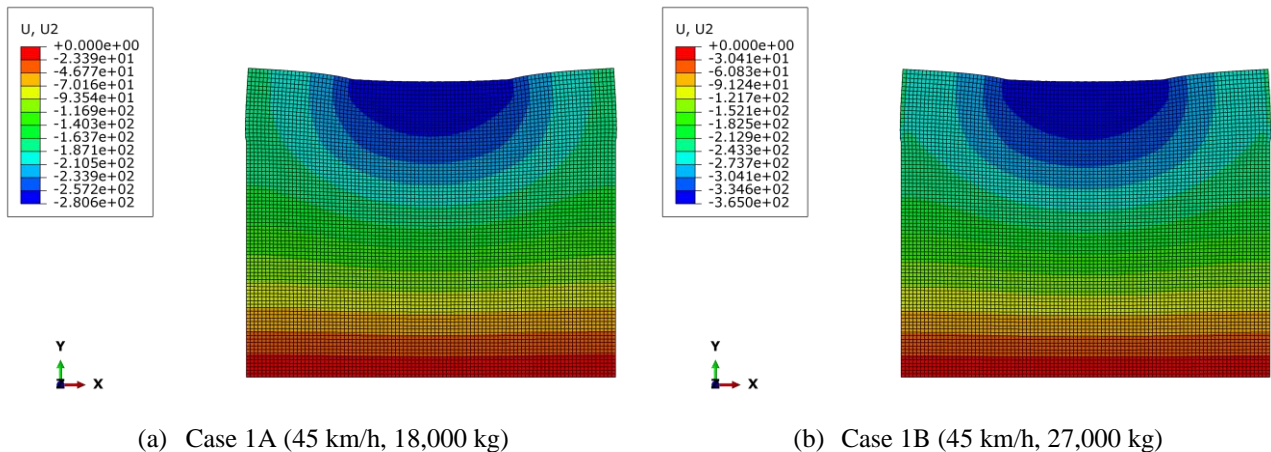 U, U2
+0.000e+00
-2.339e+01
-4.677e+01
-7.016e+01
-9.354e+01
-1.169e+02
-1.403e+02
-1.637e+02
-2.105e+02
-2.339e+02
-2.572e+02
-2.806e+02
Y
X
U, U2
+0.000e+00
-3.041e+01
-6.083e+01
-9.124e+01
-1.217e+02
-1.521e+02
-1.825e+02
-2.129e+02
-2.433e+02
-2.737e+02
-3.041e+02
-3.346e+02
-3.650e+02
Y
X
(a) Case 1A (45 km/h, 18,000 kg)
(b) Case 1B (45 km/h, 27,000 kg)